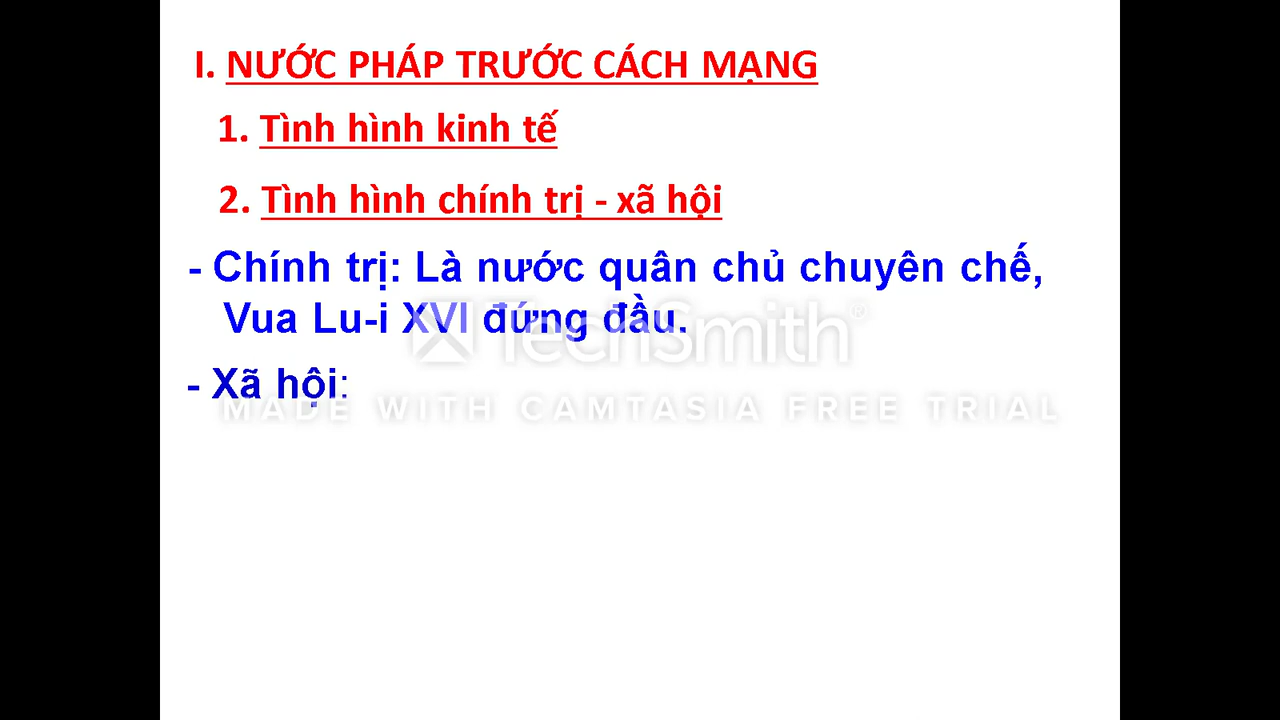 I. NƯỚC PHÁP TRƯỚC CÁCH MẠNG
1. Tình hình kinh tế
2. Tình hình chính trị - xã hội
- Chính trị: Là nước quân chủ chuyên chế,
Vua Lu-i XVI đứng đầu.
TechSmith®
- Xã hội:
MADE WITH CAMTASIA FREE TRIAL